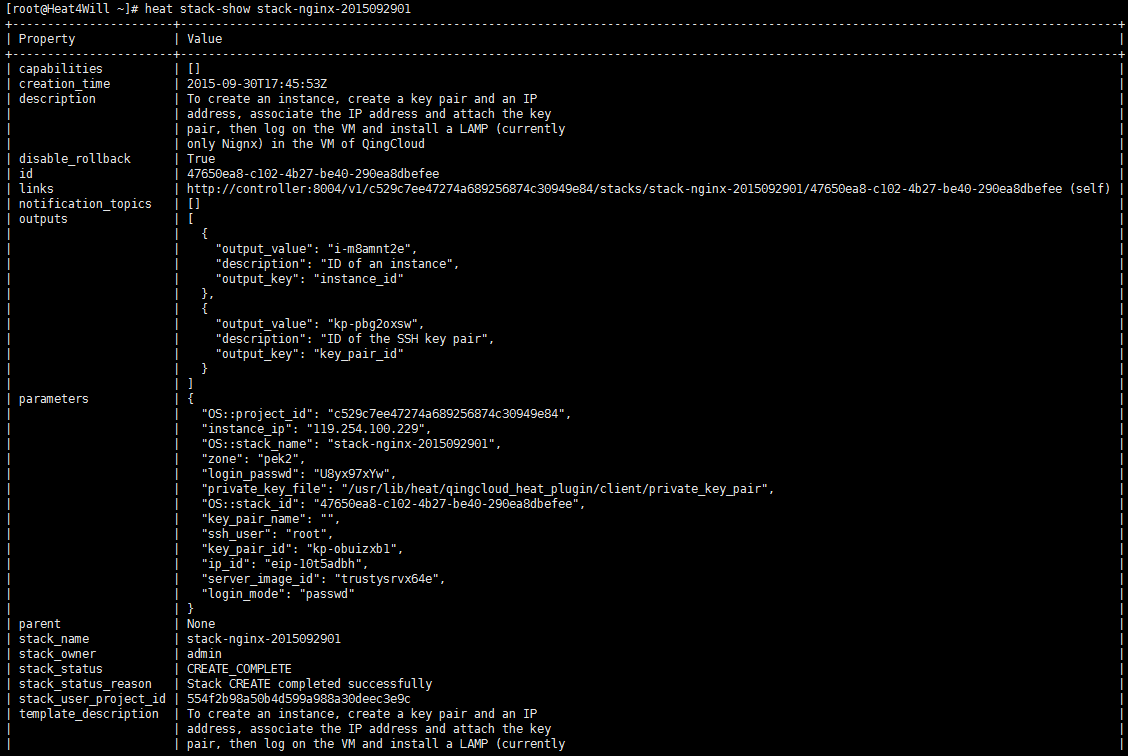 [root@Heat4Will ~]# heat stack-show stack-nginx-2015092901
+----------------------+------------------------------------------------------------------------------------------------------------------------------------+
| Property | Value |
+----------------------+------------------------------------------------------------------------------------------------------------------------------------+
| capabilities | [] |
| creation_time | 2015-09-30T17:45:53Z |
| description | To create an instance, create a key pair and an IP |
| | address, associate the IP address and attach the key |
| | pair, then log on the VM and install a LAMP (currently |
| | only Nignx) in the VM of QingCloud |
| disable_rollback | True |
| id | 47650ea8-c102-4b27-be40-290ea8dbefee |
| links | http://controller:8004/v1/c529c7ee47274a689256874c30949e84/stacks/stack-nginx-2015092901/47650ea8-c102-4b27-be40-290ea8dbefee (self) |
| notification_topics | [] |
| outputs | [ |
| | { |
| | "output_value": "i-m8amnt2e", |
| | "description": "ID of an instance", |
| | "output_key": "instance_id" |
| | }, |
| | { |
| | "output_value": "kp-pbg2oxsw", |
| | "description": "ID of the SSH key pair", |
| | "output_key": "key_pair_id" |
| | } |
| | ] |
| parameters | { |
| | "OS::project_id": "c529c7ee47274a689256874c30949e84", |
| | "instance_ip": "119.254.100.229", |
| | "OS::stack_name": "stack-nginx-2015092901", |
| | "zone": "pek2", |
| | "login_passwd": "U8yx97xYw", |
| | "private_key_file": "/usr/lib/heat/qingcloud_heat_plugin/client/private_key_pair", |
| | "OS::stack_id": "47650ea8-c102-4b27-be40-290ea8dbefee", |
| | "key_pair_name": "", |
| | "ssh_user": "root", |
| | "key_pair_id": "kp-obuizxb1", |
| | "ip_id": "eip-10t5adbh", |
| | "server_image_id": "trustysrvx64e", |
| | "login_mode": "passwd" |
| | } |
| parent | None |
| stack_name | stack-nginx-2015092901 |
| stack_owner | admin |
| stack_status | CREATE_COMPLETE |
| stack_status_reason | Stack CREATE completed successfully |
| stack_user_project_id | 554f2b98a50b4d599a988a30deec3e9c |
| template_description | To create an instance, create a key pair and an IP |
| | address, associate the IP address and attach the key |
| | pair, then log on the VM and install a LAMP (currently |